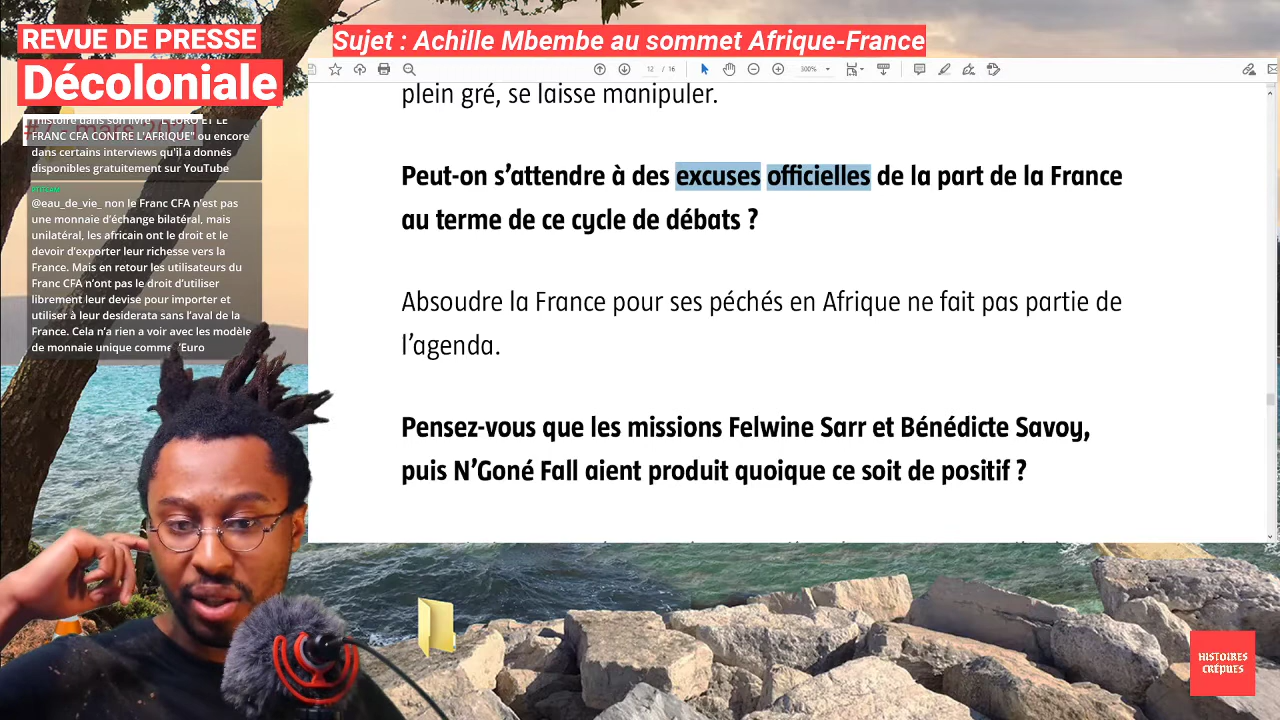 REVUE DE PRESSE
Décoloniale
Sujet : Achille Mbembe au sommet Afrique-France
12 / 16
300%
l'histoire dans son livre "L'EURO ET LE
FRANC CFA CONTRE L'AFRIQUE" ou encore
dans certains interviews qu'il a donnés
disponibles gratuitement sur YouTube
@eau_de_vie_ non le Franc CFA n'est pas
une monnaie d'échange bilatéral, mais
unilatéral, les africain ont le droit et le
devoir d'exporter leur richesse vers la
France. Mais en retour les utilisateurs du
Franc CFA n'ont pas le droit d'utiliser
librement leur devise pour importer et
utiliser à leur desiderata sans l'aval de la
France. Cela n'a rien a voir avec les modèle
de monnaie unique comme l'Euro
plein gré, se laisse manipuler.
Peut-on s'attendre à des excuses officielles de la part de la France
au terme de ce cycle de débats ?
Absoudre la France pour ses péchés en Afrique ne fait pas partie de
l'agenda.
Pensez-vous que les missions Felwine Sarr et Bénédicte Savoy,
puis N'Goné Fall aient produit quoique ce soit de positif ?
HISTOIRES
CRÉPUES